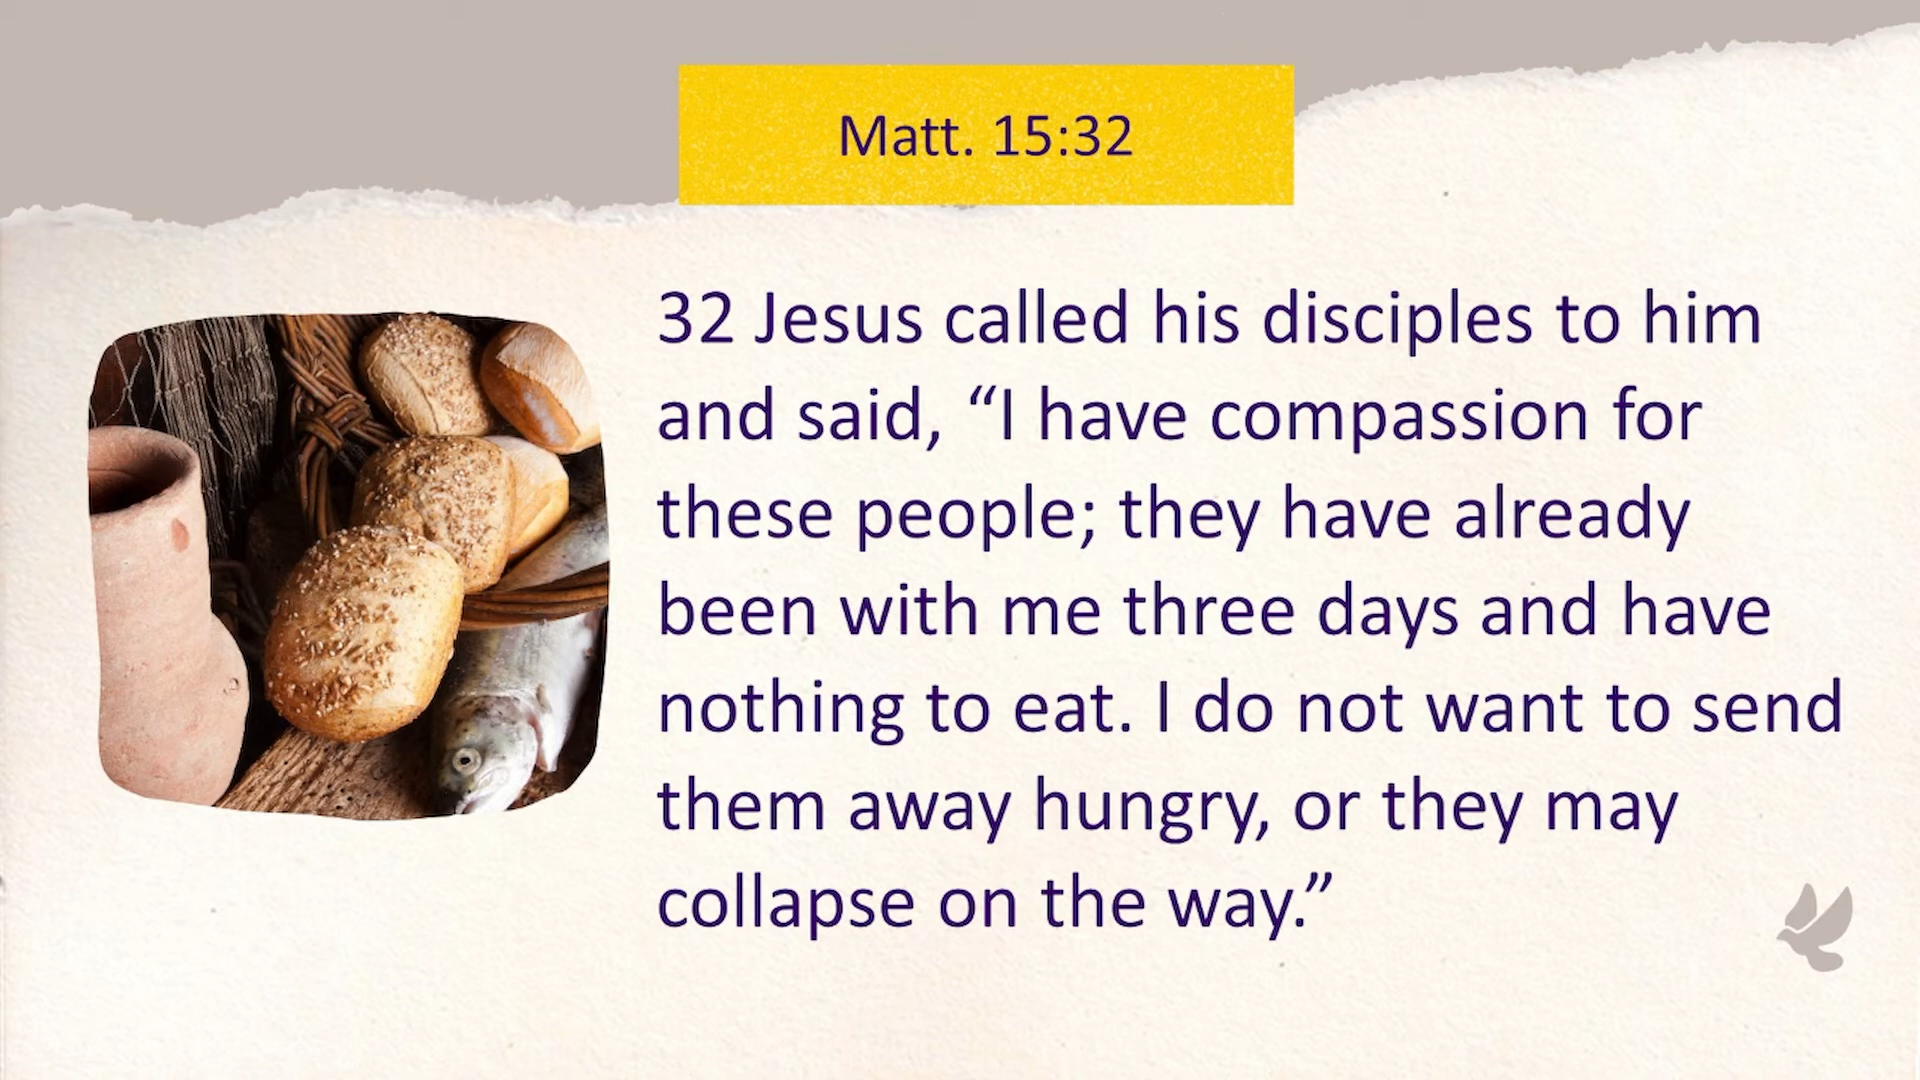 Matt. 15:32
32 Jesus called his disciples to him
and said, “I have compassion for
these people; they have already
been with me three days and have
nothing to eat. I do not want to send
them away hungry, or they may
collapse on the way.”